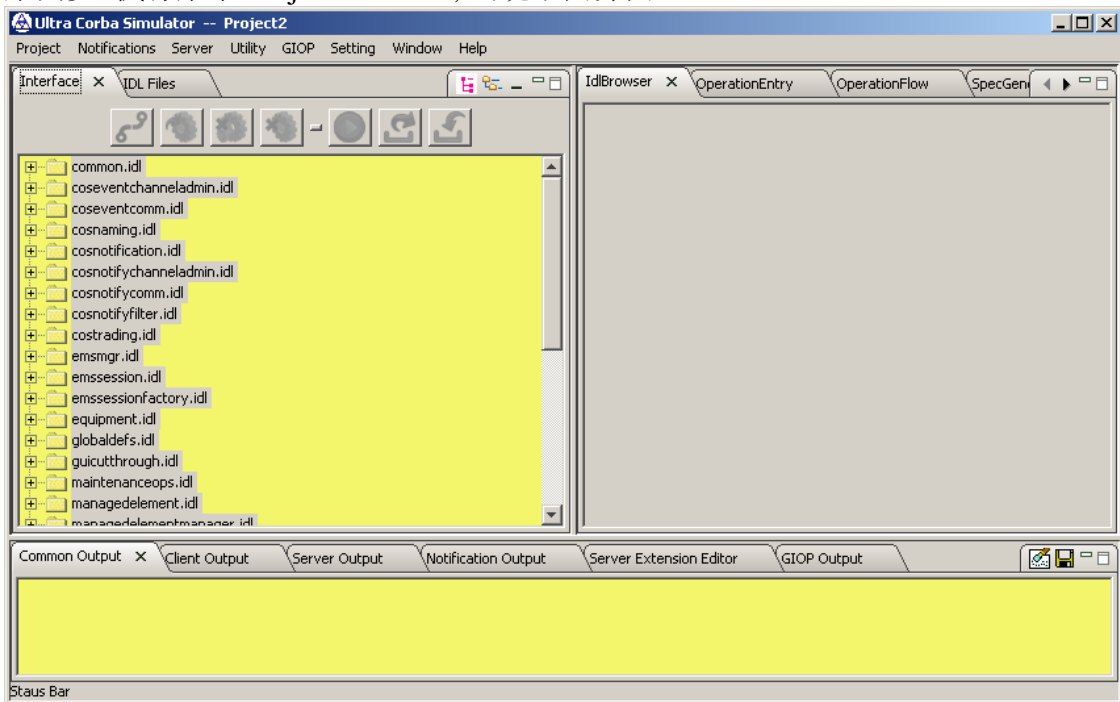 Ultra Corba Simulator -- Project2
Project Notifications Server Utility GIOP Setting Window Help
Interface IDL Files
common.idl
coseventchanneladmin.idl
coseventcomm.idl
cosnaming.idl
cosnotification.idl
cosnotifychanneladmin.idl
cosnotifycomm.idl
cosnotifyfilter.idl
costrading.idl
emsmgr.idl
emssession.idl
emssessionfactory.idl
equipment.idl
globaldefs.idl
guicutthrough.idl
maintenanceops.idl
managedelement.idl
managedelementmanager.idl
IdlBrowser OperationEntry OperationFlow SpecGen
Common Output Client Output Server Output Notification Output Server Extension Editor GIOP Output
Staus Bar